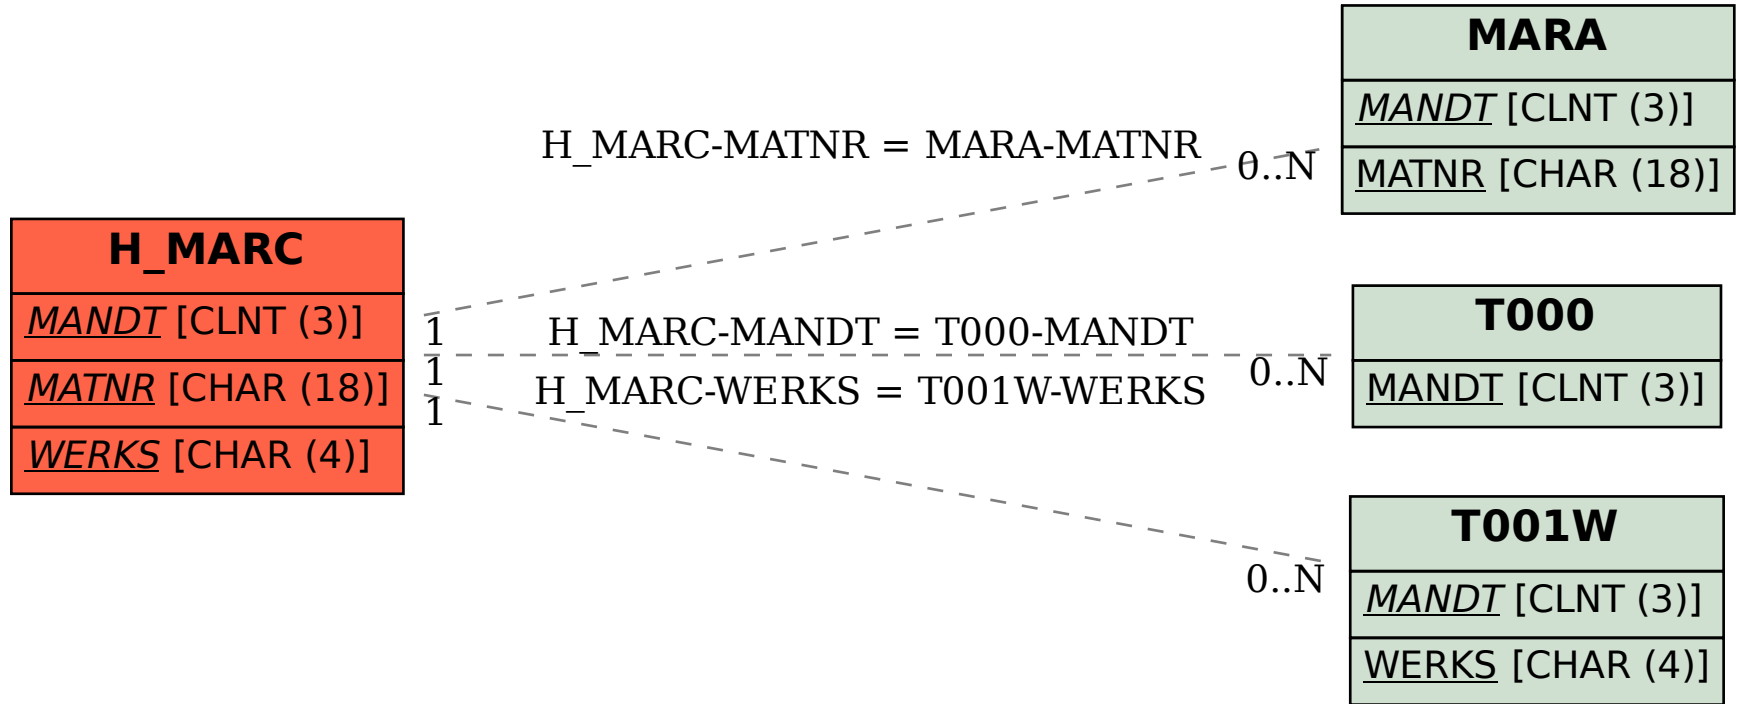 MARA
MANDT [CLNT (3)]
MATNR [CHAR (18)]
H_MARC-MATNR = MARA-MATNR
0..N
H_MARC
MANDT [CLNT (3)]
MATNR [CHAR (18)]
WERKS [CHAR (4)]
1
H_MARC-MANDT = T000-MANDT
1
0..N
H_MARC-WERKS = T001W-WERKS
1
T000
MANDT [CLNT (3)]
0..N
T001W
MANDT [CLNT (3)]
WERKS [CHAR (4)]